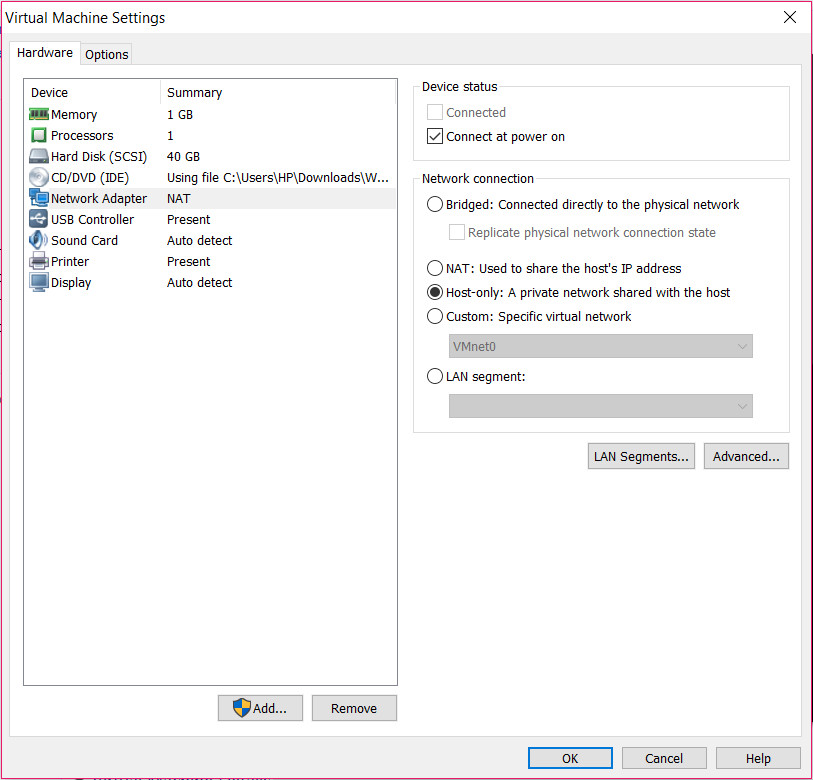 Virtual Machine Settings
Hardware
Options
Device Summary
Memory 1 GB
Processors 1
Hard Disk (SCSI) 40 GB
CD/DVD (IDE) Using file C:\Users\HP\Downloads\W...
Network Adapter NAT
USB Controller Present
Sound Card Auto detect
Printer Present
Display Auto detect
Add...
Remove
Device status
Connected
Connect at power on
Network connection
Bridged: Connected directly to the physical network
Replicate physical network connection state
NAT: Used to share the host's IP address
Host-only: A private network shared with the host
Custom: Specific virtual network
VMnet0
LAN segment:
LAN Segments...
Advanced...
OK
Cancel
Help